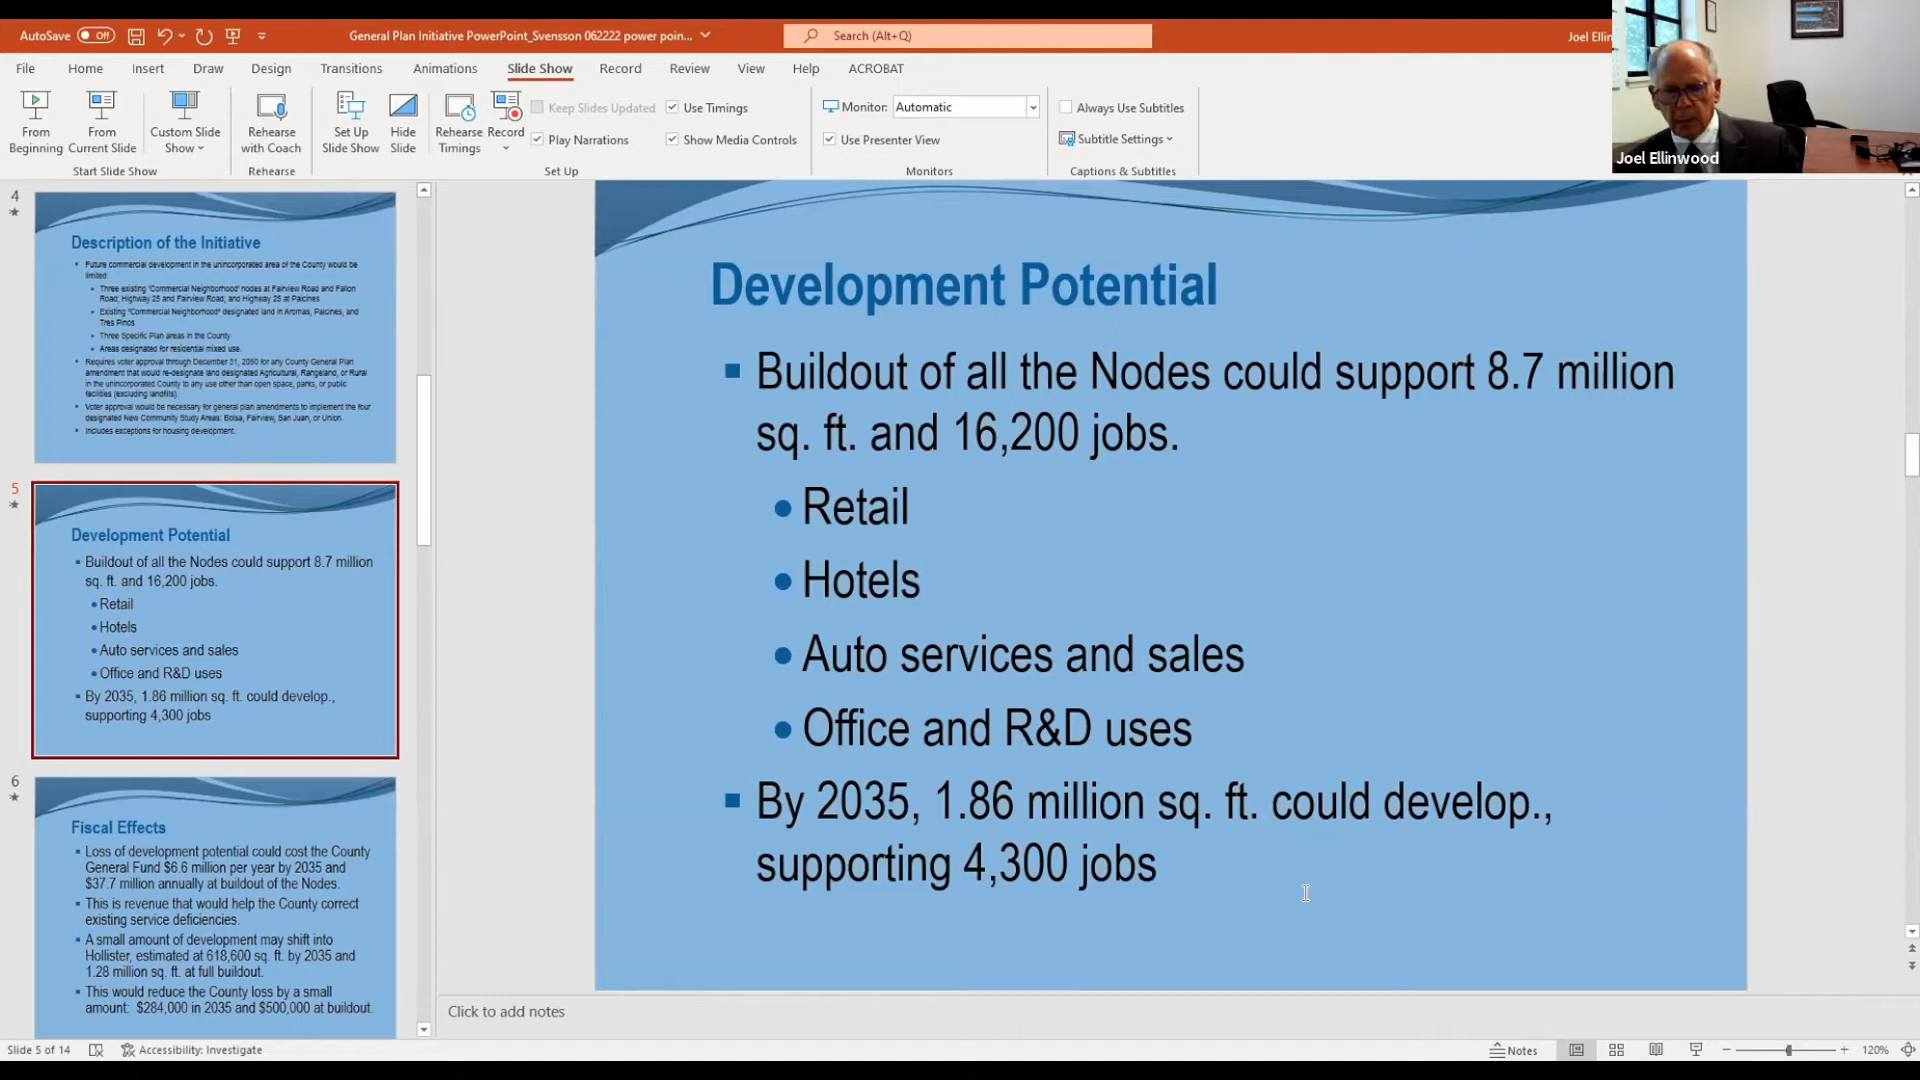 AutoSave Off
General Plan Initiative PowerPoint_Svensson 062222 power poin...
Search (Alt+Q)
Joel Ellin
File Home Insert Draw Design Transitions Animations Slide Show Record Review View Help ACROBAT
From Beginning
From Current Slide
Custom Slide Show
Rehearse with Coach
Set Up Slide Show
Hide Slide
Rehearse Timings
Record
Keep Slides Updated
Use Timings
Play Narrations
Show Media Controls
Monitor: Automatic
Use Presenter View
Always Use Subtitles
Subtitle Settings
Start Slide Show
Rehearse
Set Up
Monitors
Captions & Subtitles
Joel Ellinwood
4
Description of the Initiative
Future commercial development in the unincorporated area of the County would be
limited:
Three existing 'Commercial Neighborhood' nodes at Fairview Road and Fallon
Road; Highway 25 and Fairview Road; and Highway 25 at Paicines
Existing "Commercial Neighborhood" designated land in Aromas, Paicines, and
Tres Pinos
Three Specific Plan areas in the County
Areas designated for residential mixed use.
Requires voter approval through December 31, 2050 for any County General Plan
amendment that would re-designate land designated Agricultural, Rangeland, or Rural
in the unincorporated County to any use other than open space, parks, or public
facilities (excluding landfills).
Voter approval would be necessary for general plan amendments to implement the four
designated New Community Study Areas: Bolsa, Fairview, San Juan, or Union.
Includes exceptions for housing development.
5
Development Potential
Buildout of all the Nodes could support 8.7 million
sq. ft. and 16,200 jobs.
Retail
Hotels
Auto services and sales
Office and R&D uses
By 2035, 1.86 million sq. ft. could develop.,
supporting 4,300 jobs
6
Fiscal Effects
Loss of development potential could cost the County
General Fund $6.6 million per year by 2035 and
$37.7 million annually at buildout of the Nodes.
This is revenue that would help the County correct
existing service deficiencies.
A small amount of development may shift into
Hollister, estimated at 618,600 sq. ft. by 2035 and
1.28 million sq. ft. at full buildout.
This would reduce the County loss by a small
amount: $284,000 in 2035 and $500,000 at buildout.
Development Potential
Buildout of all the Nodes could support 8.7 million
sq. ft. and 16,200 jobs.
Retail
Hotels
Auto services and sales
Office and R&D uses
By 2035, 1.86 million sq. ft. could develop.,
supporting 4,300 jobs
Click to add notes
Slide 5 of 14
Accessibility: Investigate
Notes
120%